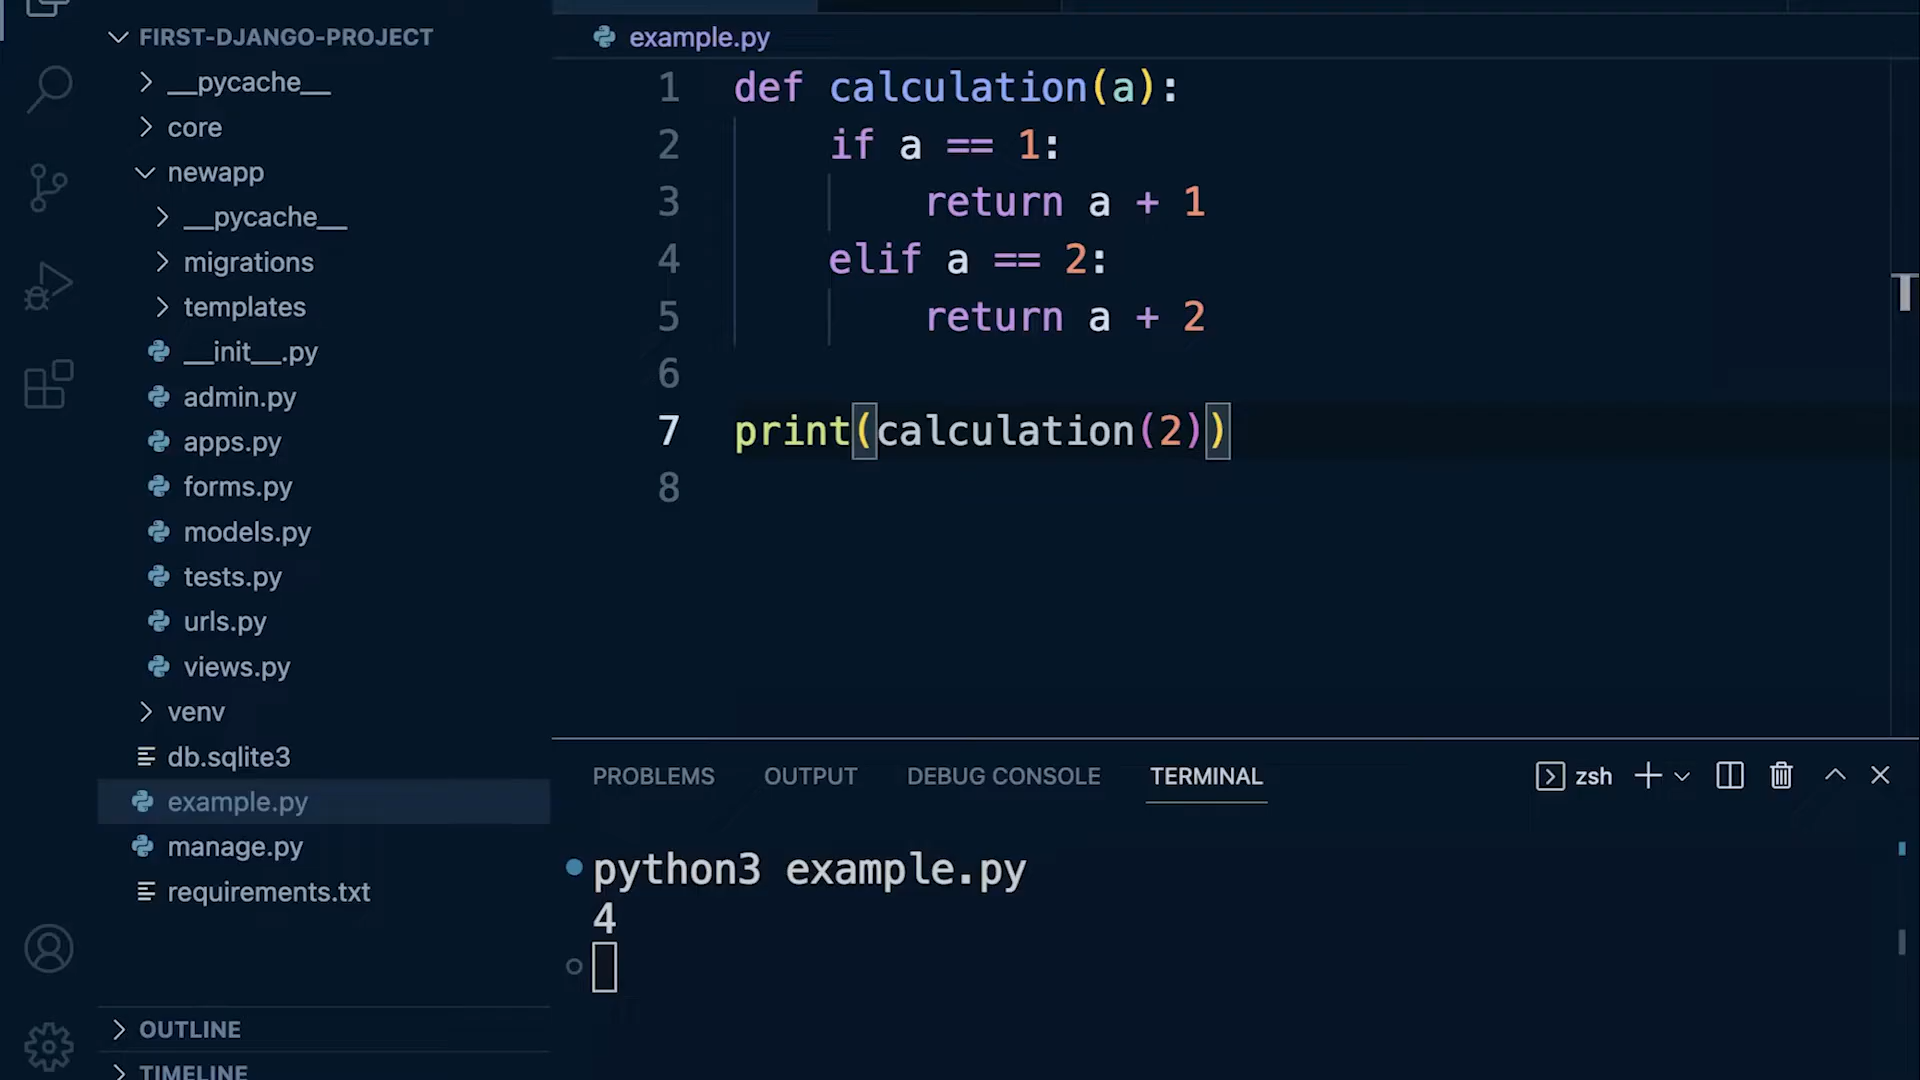 FIRST-DJANGO-PROJECT
__pycache__
core
newapp
__pycache__
migrations
templates
__init__.py
admin.py
apps.py
forms.py
models.py
tests.py
urls.py
views.py
venv
db.sqlite3
example.py
manage.py
requirements.txt
OUTLINE
TIMELINE
example.py
1 def calculation(a):
2 if a == 1:
3 return a + 1
4 elif a == 2:
5 return a + 2
6
7 print(calculation(2))
8
PROBLEMS OUTPUT DEBUG CONSOLE TERMINAL zsh
python3 example.py
4